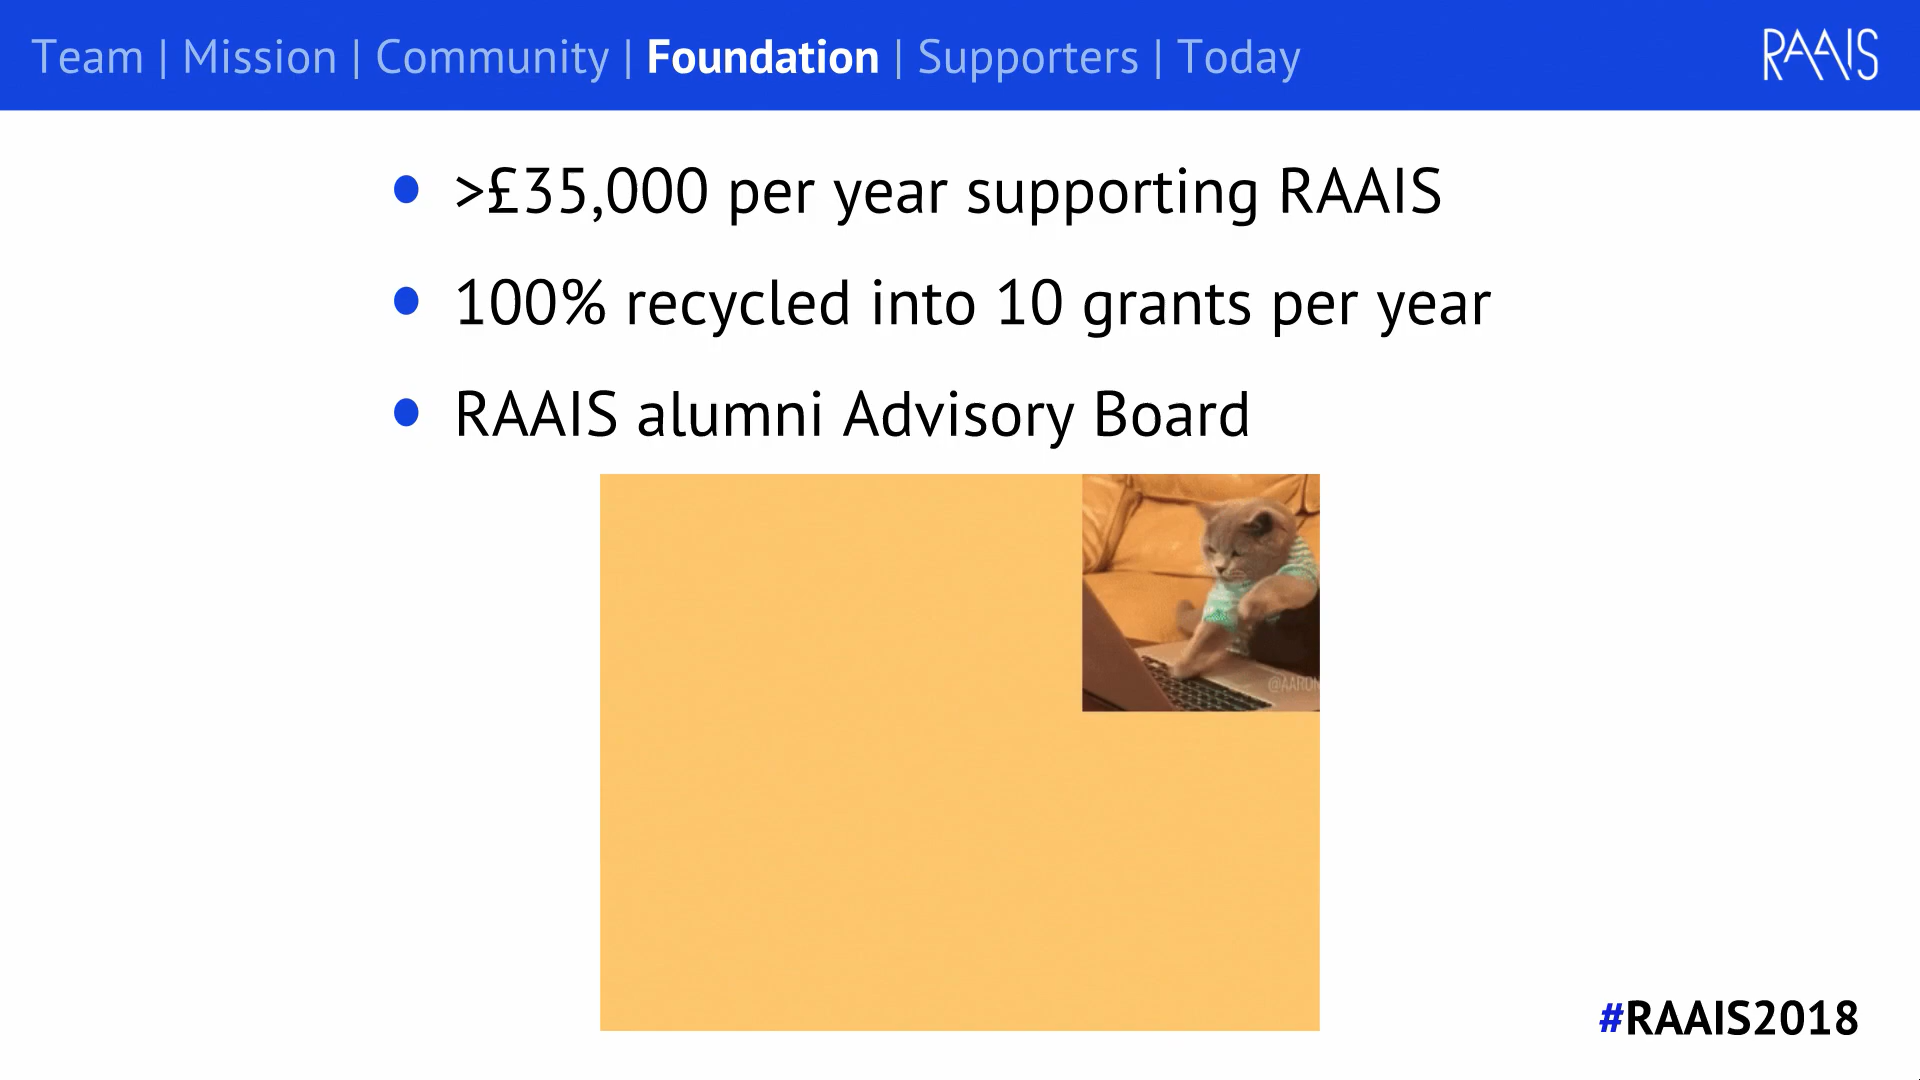 Team | Mission | Community | Foundation | Supporters | Today
RAAIS
>£35,000 per year supporting RAAIS
100% recycled into 10 grants per year
RAAIS alumni Advisory Board
@AARON
#RAAIS2018